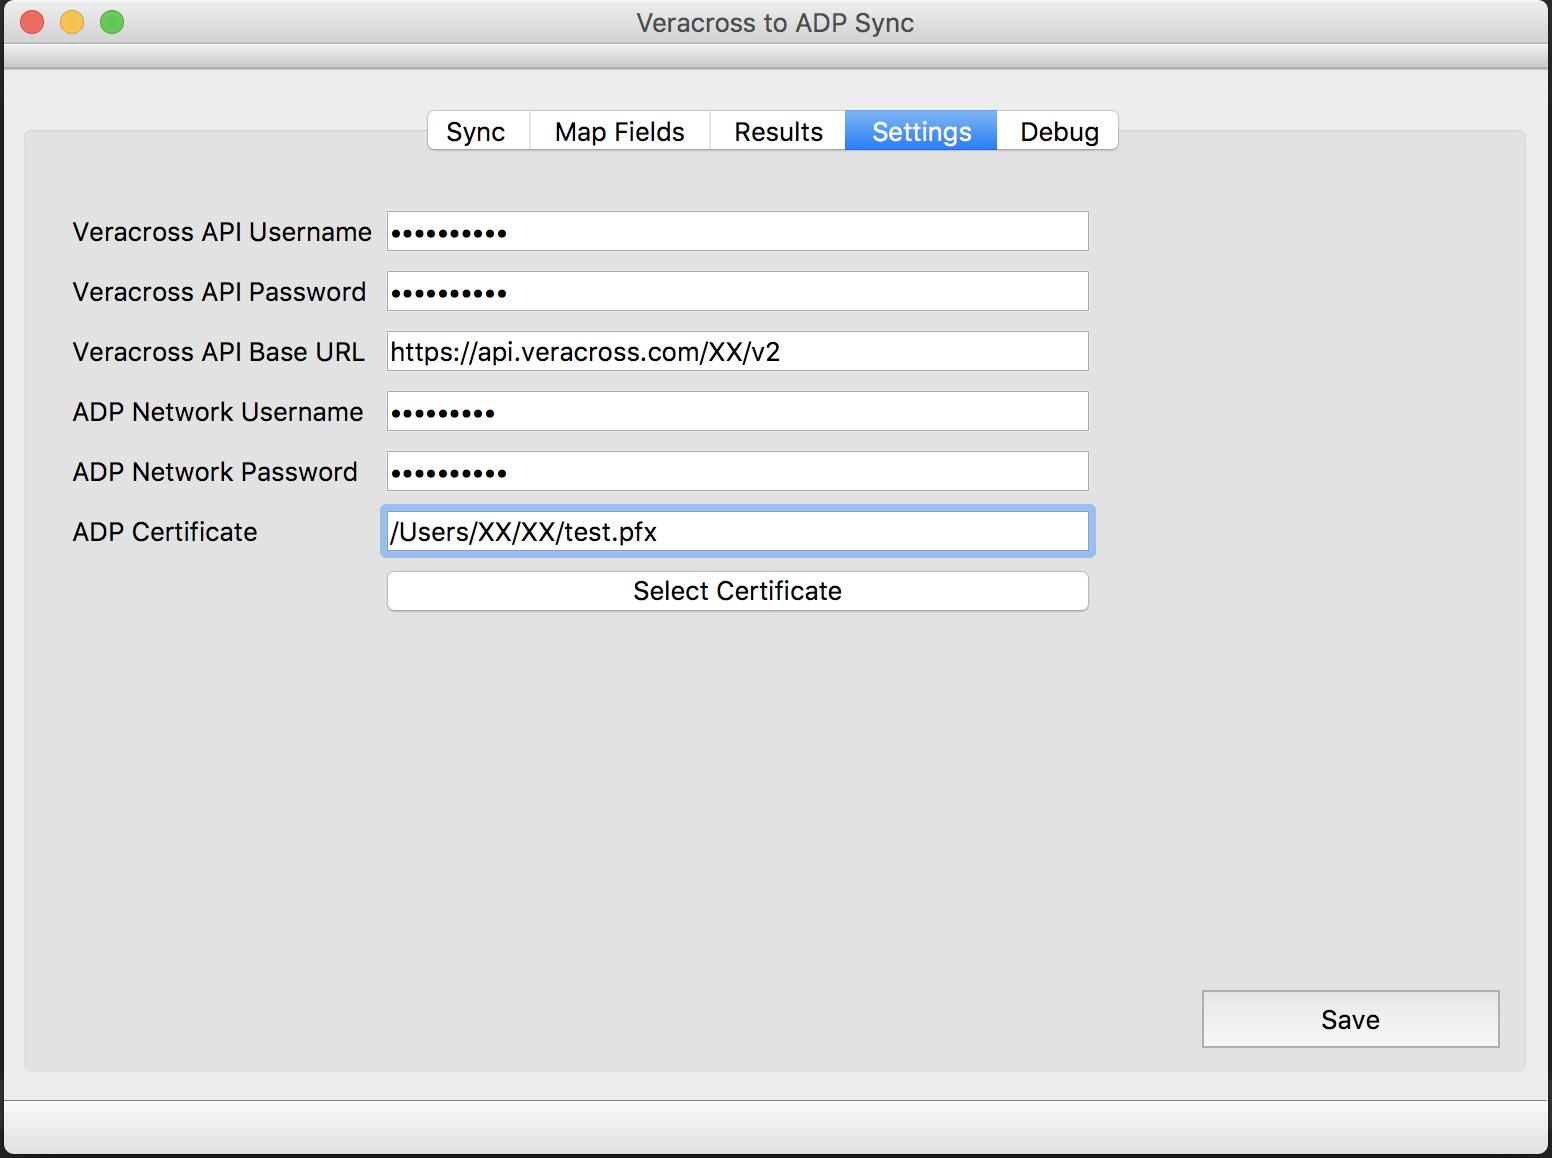 Veracross to ADP Sync
Sync Map Fields Results Settings Debug
Veracross API Username ••••••••••
Veracross API Password ••••••••••
Veracross API Base URL https://api.veracross.com/XX/v2
ADP Network Username •••••••••
ADP Network Password ••••••••••
ADP Certificate /Users/XX/XX/test.pfx
Select Certificate
Save